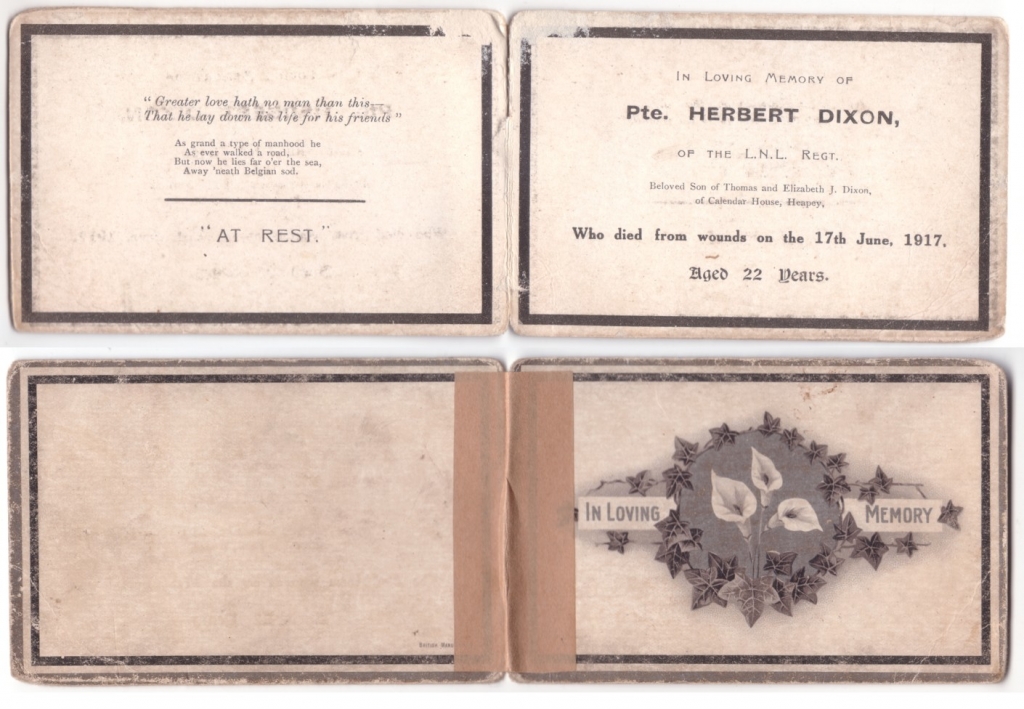 “ Greater love hath no man than this—
That he lay down his life for his friends ”
As grand a type of manhood he
As ever walked a road,
But now he lies far o'er the sea,
Away 'neath Belgian sod.
“AT REST.”
In Loving Memory of
Pte. HERBERT DIXON,
OF THE L.N.L. REGT.
Beloved Son of Thomas and Elizabeth J. Dixon,
of Calendar House, Heapey,
Who died from wounds on the 17th June, 1917,
Aged 22 Years.
IN LOVING MEMORY